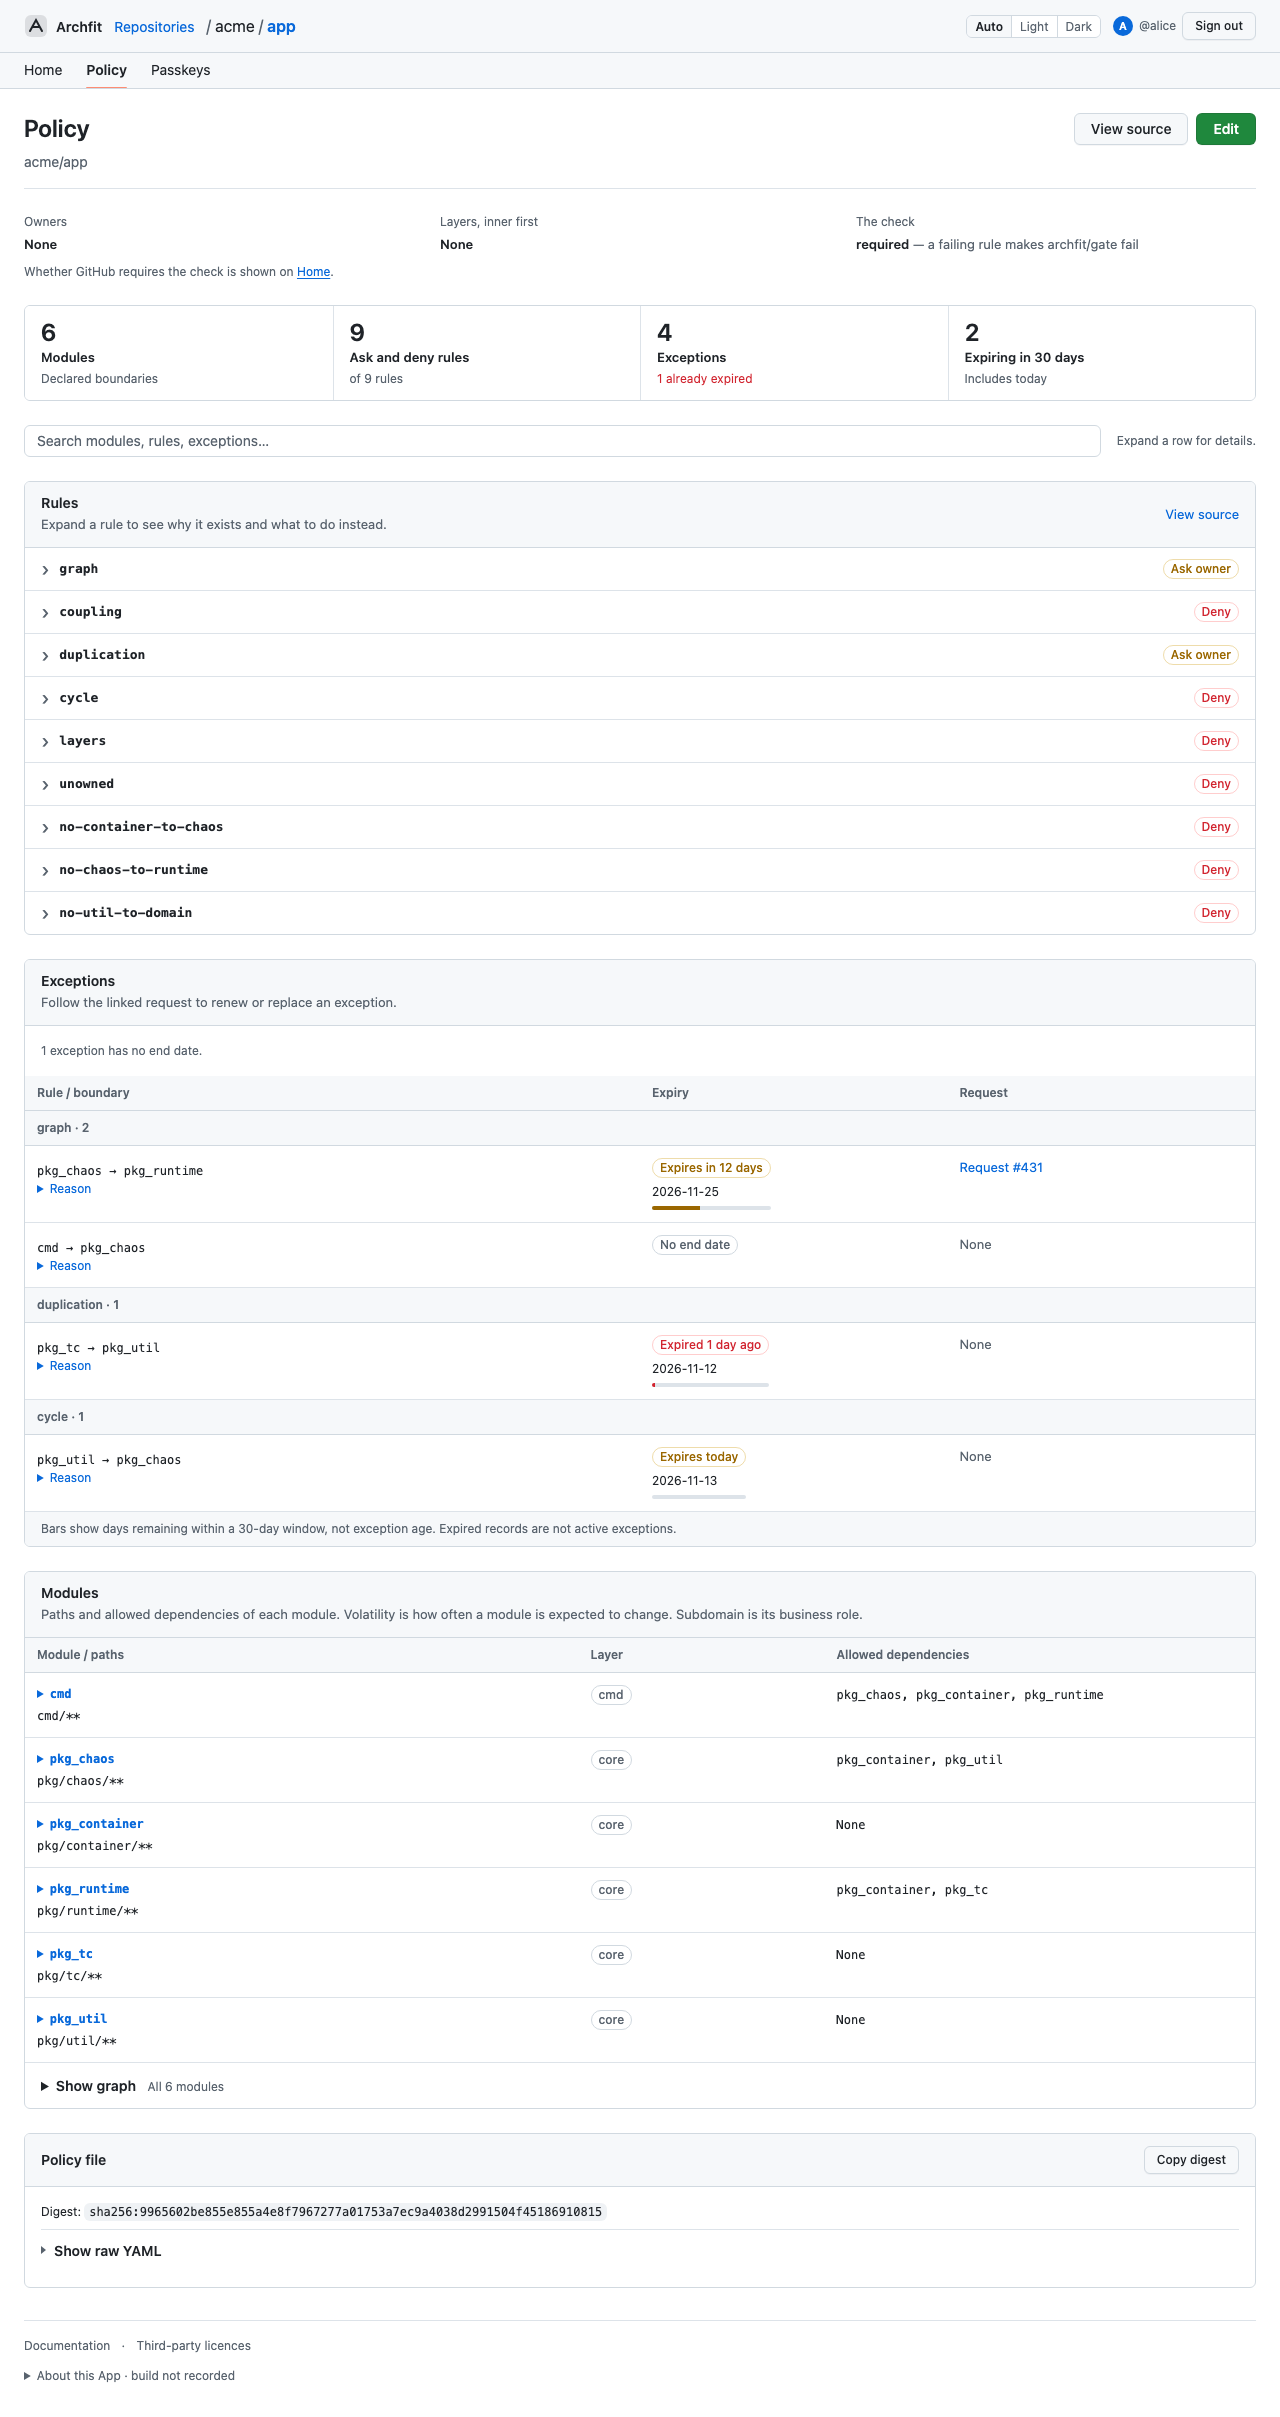 Archfit Repositories / acme / app
Auto Light Dark A @alice Sign out
Home Policy Passkeys
Policy
View source Edit
acme/app
Owners
None
Layers, inner first
None
The check
required — a failing rule makes archfit/gate fail
Whether GitHub requires the check is shown on Home.
6
Modules
Declared boundaries
9
Ask and deny rules
of 9 rules
4
Exceptions
1 already expired
2
Expiring in 30 days
Includes today
Search modules, rules, exceptions…
Expand a row for details.
Rules
Expand a rule to see why it exists and what to do instead.
View source
graph Ask owner
coupling Deny
duplication Ask owner
cycle Deny
layers Deny
unowned Deny
no-container-to-chaos Deny
no-chaos-to-runtime Deny
no-util-to-domain Deny
Exceptions
Follow the linked request to renew or replace an exception.
1 exception has no end date.
Rule / boundary Expiry Request
graph · 2
pkg_chaos → pkg_runtime
Reason
Expires in 12 days
2026-11-25
Request #431
cmd → pkg_chaos
Reason
No end date
None
duplication · 1
pkg_tc → pkg_util
Reason
Expired 1 day ago
2026-11-12
None
cycle · 1
pkg_util → pkg_chaos
Reason
Expires today
2026-11-13
None
Bars show days remaining within a 30-day window, not exception age. Expired records are not active exceptions.
Modules
Paths and allowed dependencies of each module. Volatility is how often a module is expected to change. Subdomain is its business role.
Module / paths Layer Allowed dependencies
cmd
cmd/**
cmd
pkg_chaos, pkg_container, pkg_runtime
pkg_chaos
pkg/chaos/**
core
pkg_container, pkg_util
pkg_container
pkg/container/**
core
None
pkg_runtime
pkg/runtime/**
core
pkg_container, pkg_tc
pkg_tc
pkg/tc/**
core
None
pkg_util
pkg/util/**
core
None
Show graph All 6 modules
Policy file
Copy digest
Digest: sha256:9965602be855e855a4e8f7967277a01753a7ec9a4038d2991504f45186910815
Show raw YAML
Documentation · Third-party licences
About this App · build not recorded